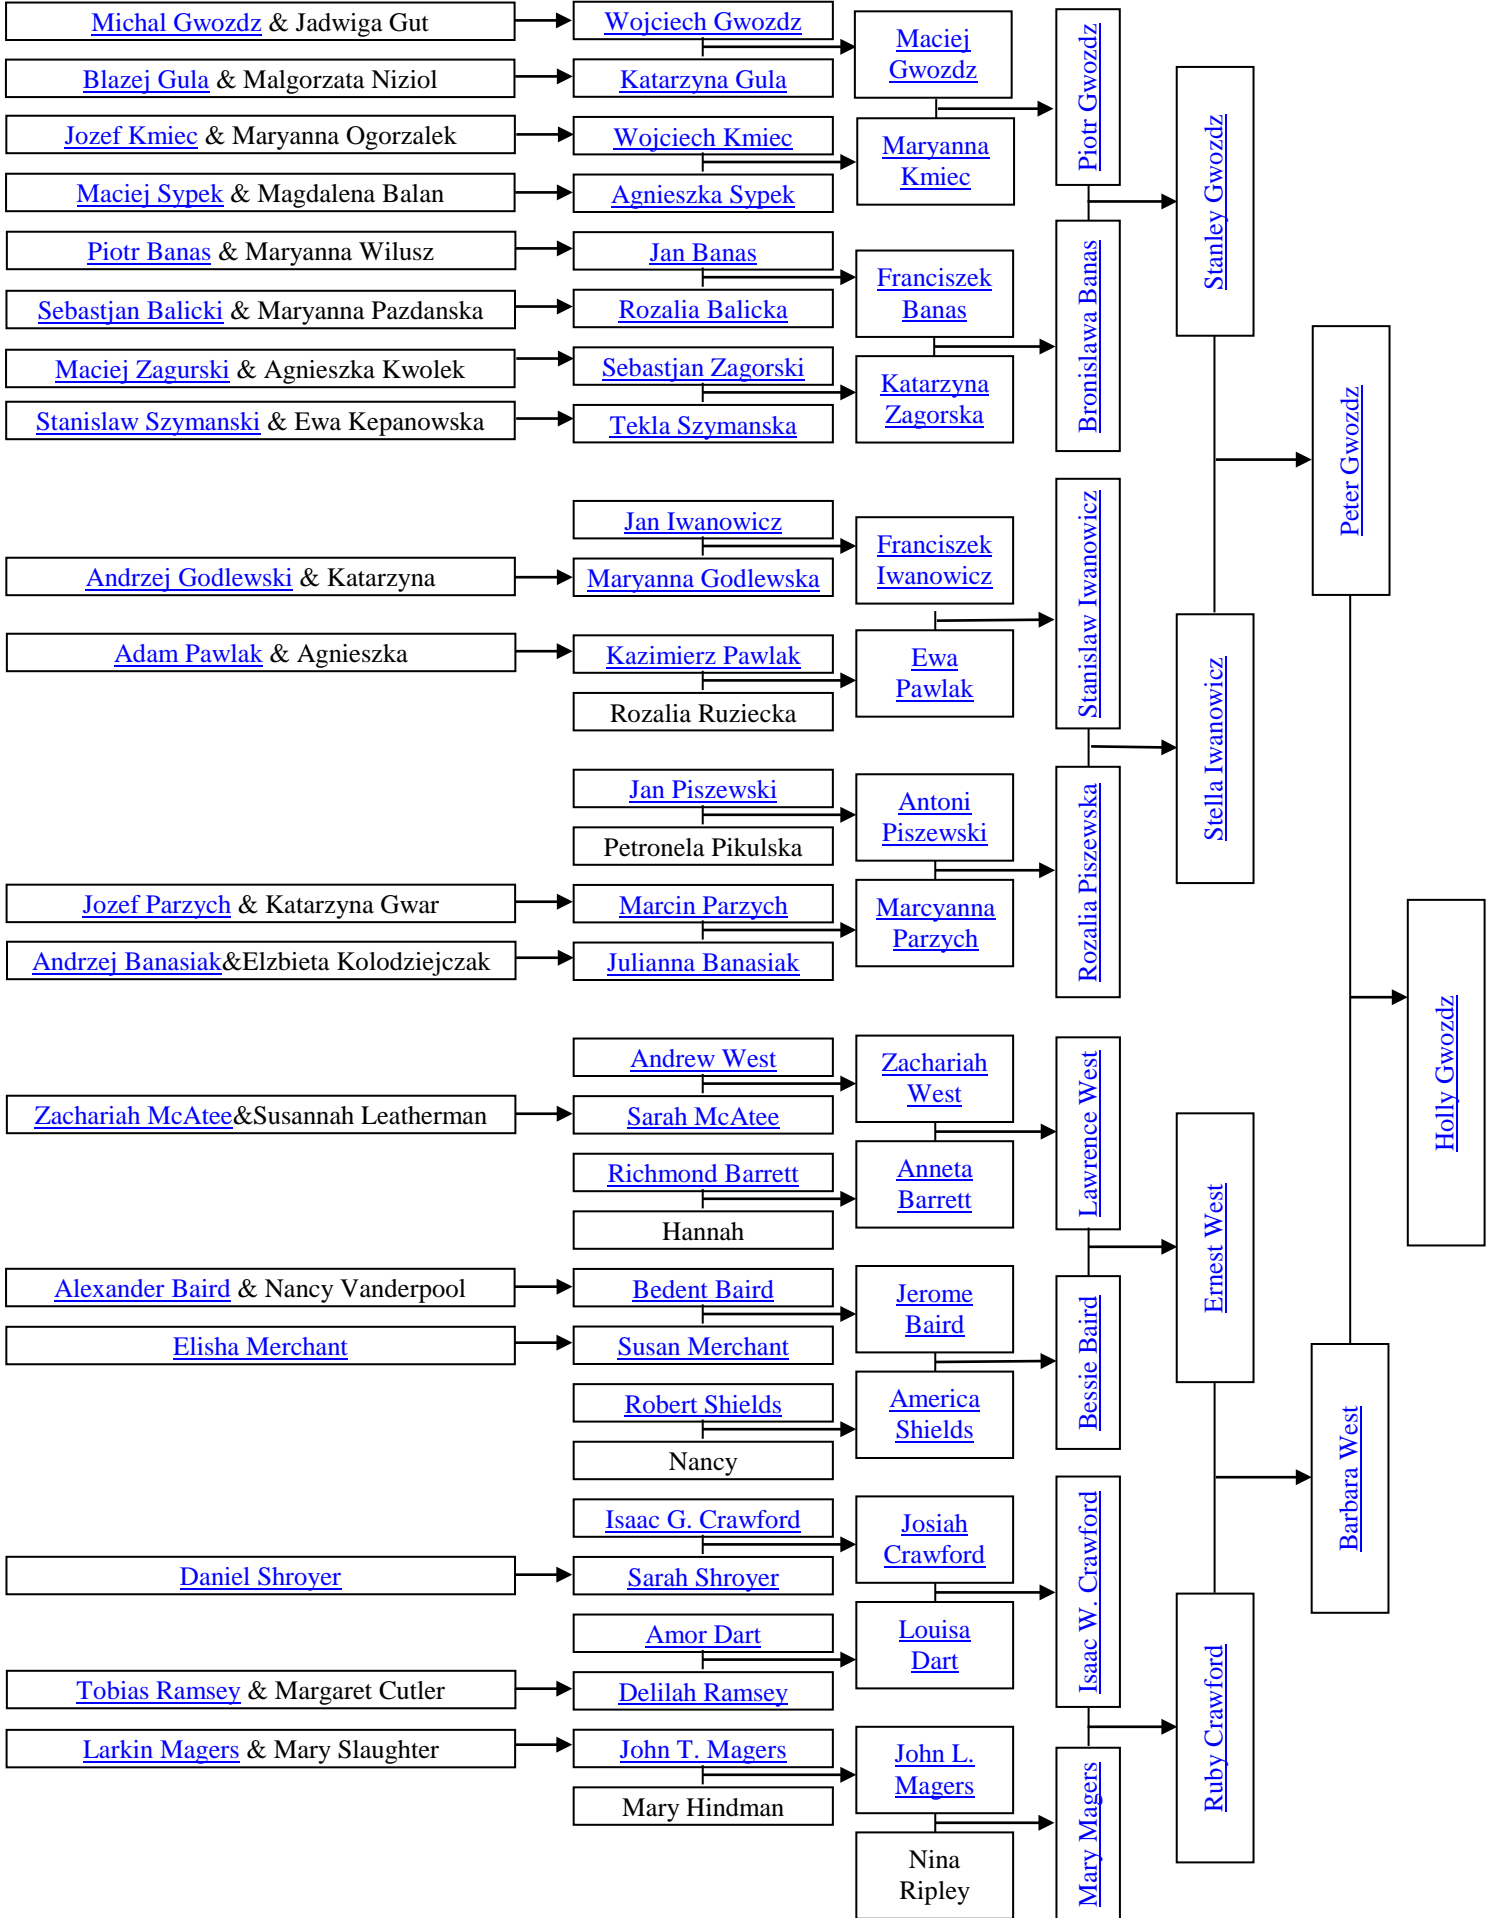 Michal Gwozdz & Jadwiga Gut
Blazej Gula & Malgorzata Niziol
Jozef Kmiec & Maryanna Ogorzalek
Maciej Sypek & Magdalena Balan
Piotr Banas & Maryanna Wilusz
Sebastjan Balicki & Maryanna Pazdanska
Maciej Zagurski & Agnieszka Kwolek
Stanislaw Szymanski & Ewa Kepanowska
Andrzej Godlewski & Katarzyna
Adam Pawlak & Agnieszka
Jozef Parzych & Katarzyna Gwar
Andrzej Banasiak&Elzbieta Kolodziejczak
Zachariah McAtee&Susannah Leatherman
Alexander Baird & Nancy Vanderpool
Elisha Merchant
Daniel Shroyer
Tobias Ramsey & Margaret Cutler
Larkin Magers & Mary Slaughter
Wojciech Gwozdz
Katarzyna Gula
Wojciech Kmiec
Agnieszka Sypek
Jan Banas
Rozalia Balicka
Sebastjan Zagorski
Tekla Szymanska
Jan Iwanowicz
Maryanna Godlewska
Kazimierz Pawlak
Rozalia Ruziecka
Jan Piszewski
Petronela Pikulska
Marcin Parzych
Julianna Banasiak
Andrew West
Sarah McAtee
Richmond Barrett
Hannah
Bedent Baird
Susan Merchant
Robert Shields
Nancy
Isaac G. Crawford
Sarah Shroyer
Amor Dart
Delilah Ramsey
John T. Magers
Mary Hindman
Maciej
Gwozdz
Maryanna
Kmiec
Franciszek
Banas
Katarzyna
Zagorska
Franciszek
Iwanowicz
Ewa
Pawlak
Antoni
Piszewski
Marcyanna
Parzych
Zachariah
West
Anneta
Barrett
Jerome
Baird
America
Shields
Josiah
Crawford
Louisa
Dart
John L.
Magers
Nina
Ripley
Piotr Gwozdz
Bronislawa Banas
Stanislaw Iwanowicz
Rozalia Piszewska
Lawrence West
Bessie Baird
Isaac W. Crawford
Mary Magers
Stanley Gwozdz
Stella Iwanowicz
Ernest West
Ruby Crawford
Peter Gwozdz
Barbara West
Holly Gwozdz